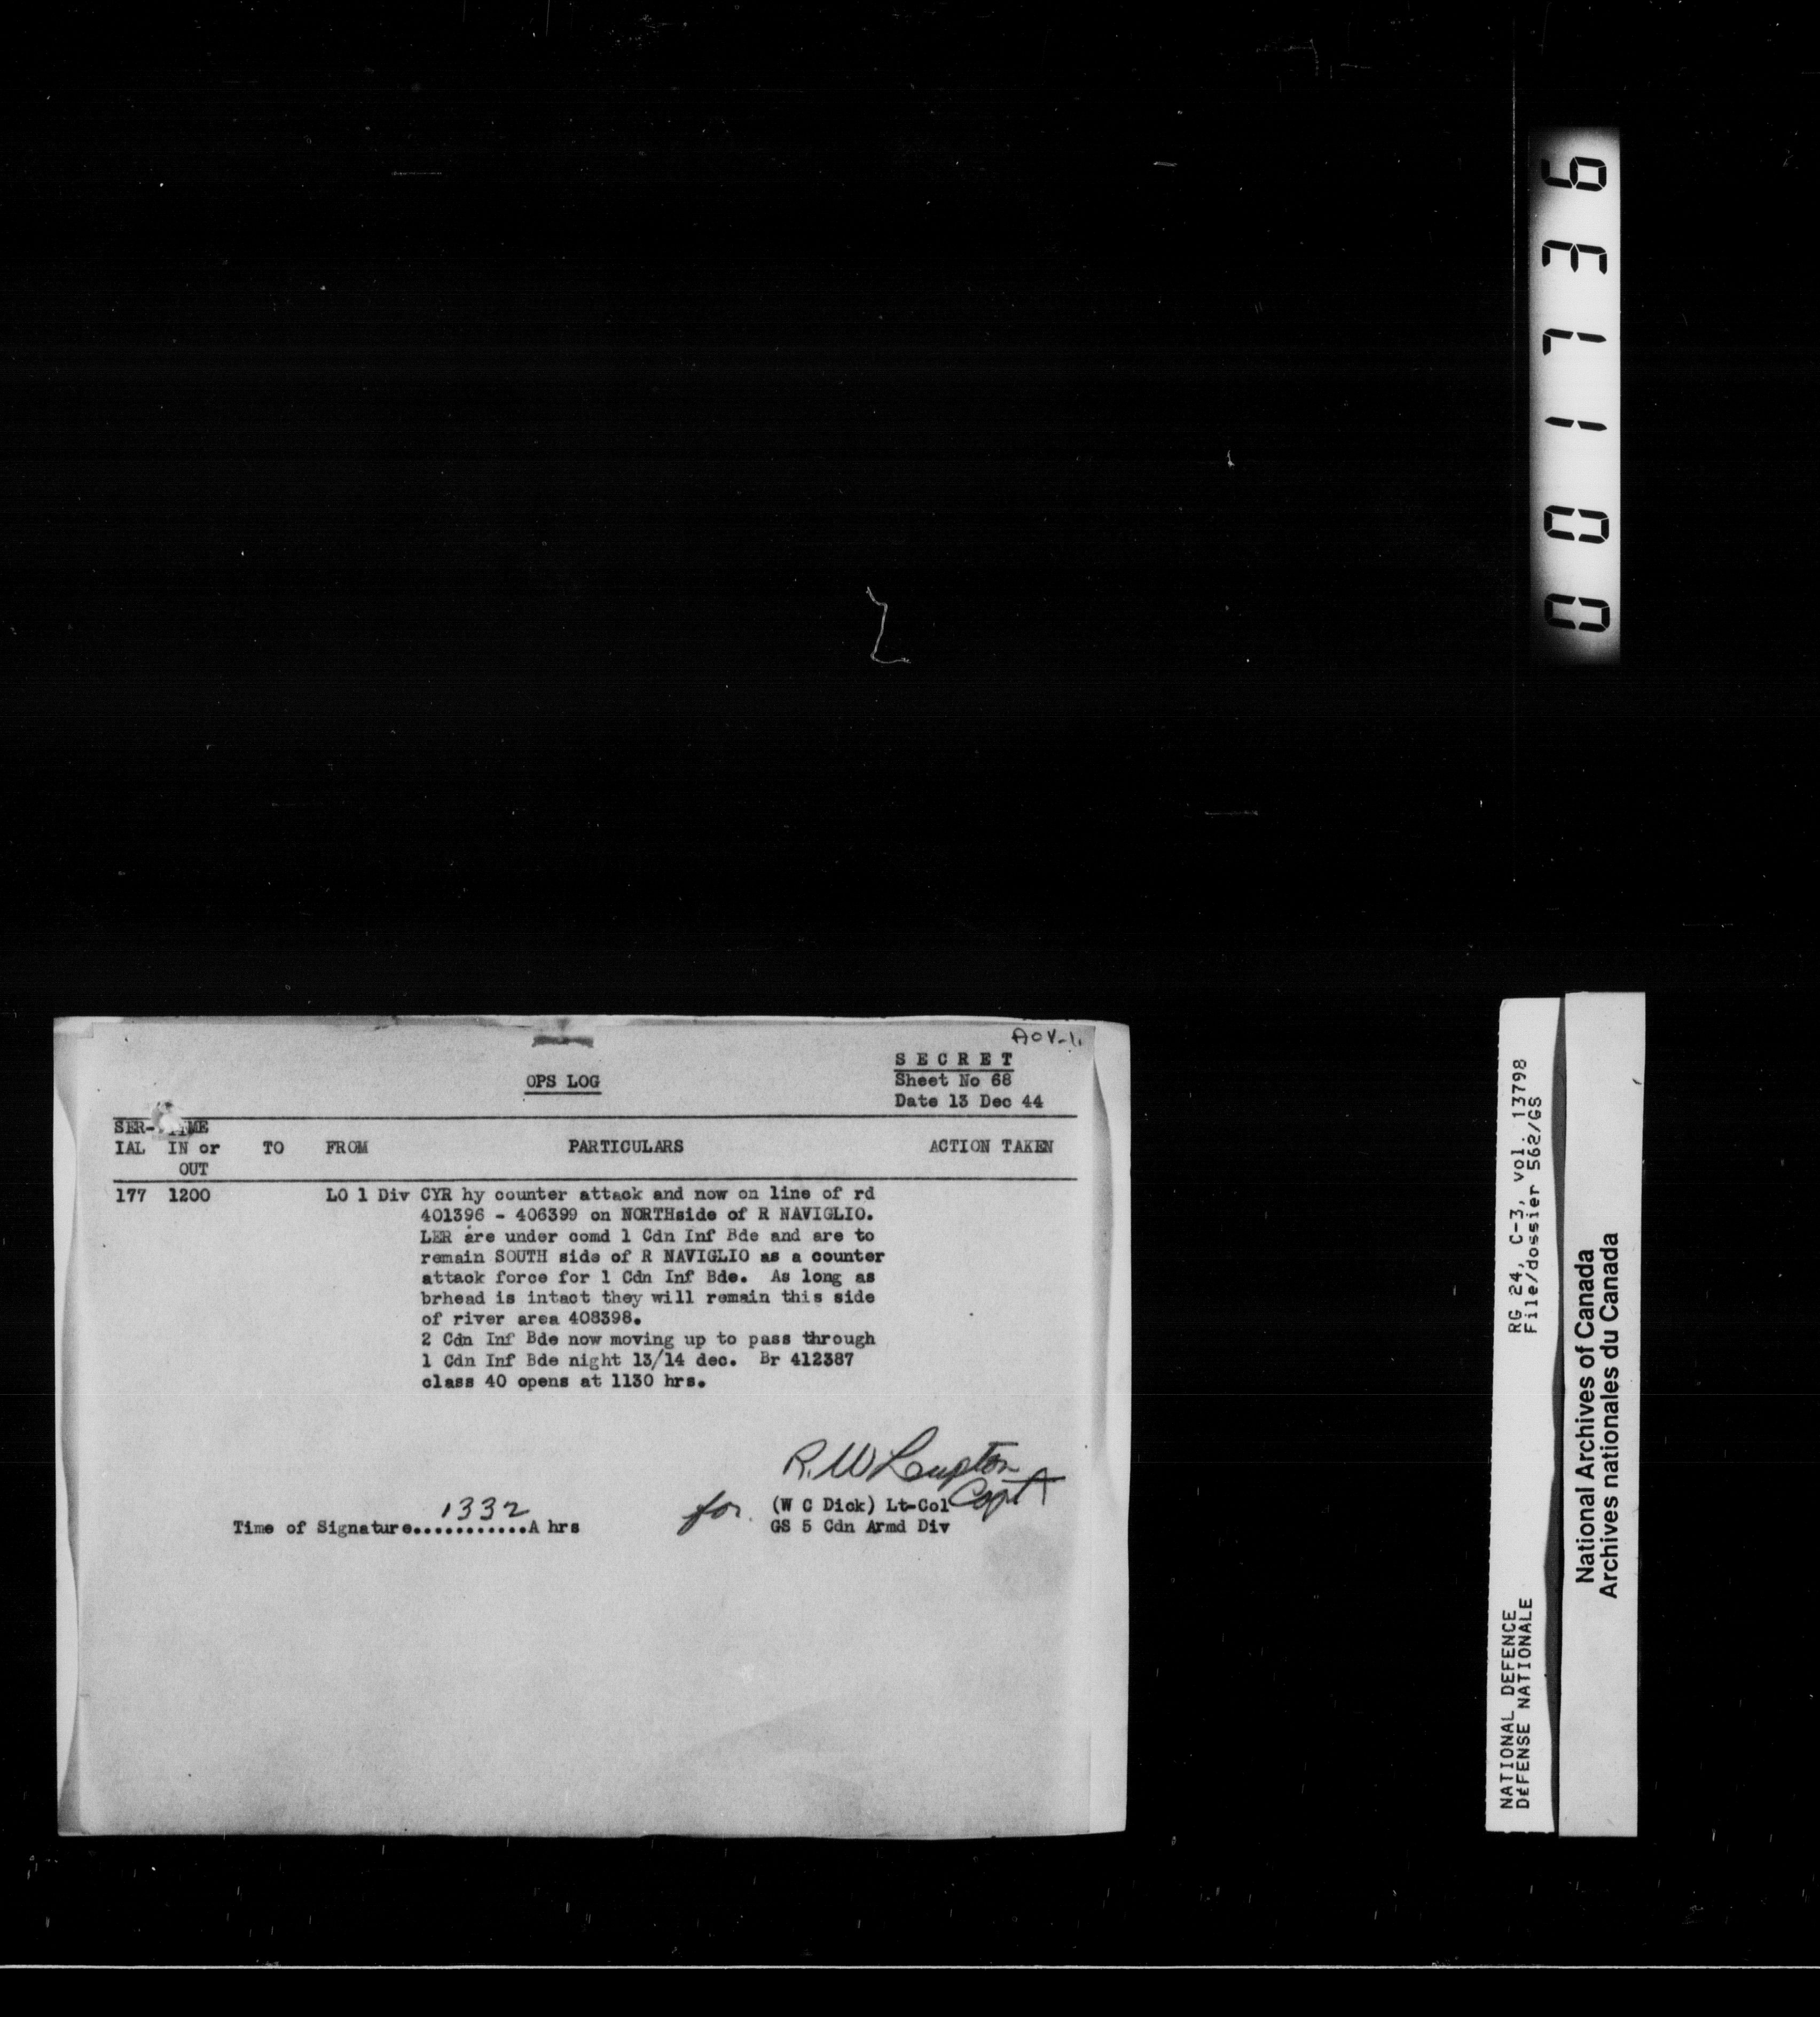 001736
AOV-11
S E C R E T
OPS LOG
Sheet No 68
Date 13 Dec 44
SER- TIME
IAL IN or TO FROM PARTICULARS ACTION TAKEN
OUT
177 1200 LO 1 Div CYR hy counter attack and now on line of rd
401396 - 406399 on NORTHside of R NAVIGLIO.
LER are under comd 1 Cdn Inf Bde and are to
remain SOUTH side of R NAVIGLIO as a counter
attack force for 1 Cdn Inf Bde. As long as
brhead is intact they will remain this side
of river area 408398.
2 Cdn Inf Bde now moving up to pass through
1 Cdn Inf Bde night 13/14 dec. Br 412387
class 40 opens at 1130 hrs.
R. W Lupton
Capt
for (W C Dick) Lt-Col
Time of Signature....1332....A hrs GS 5 Cdn Armd Div
NATIONAL DEFENCE RG 24, C-3, vol. 13798
DéFENSE NATIONALE File/dossier 562/GS
National Archives of Canada
Archives nationales du Canada